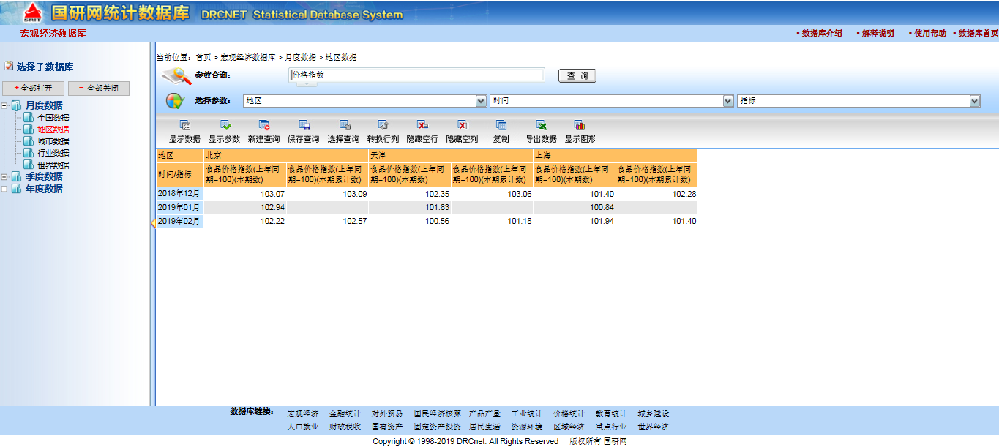 SRIT 国研网统计数据库 DRCNET Statistical Database System
宏观经济数据库 - 数据库介绍 - 解释说明 - 使用帮助 - 数据库首页
选择子数据库
+ 全部打开 - 全部关闭
月度数据
全国数据
地区数据
城市数据
行业数据
世界数据
季度数据
年度数据
当前位置: 首页 > 宏观经济数据库 > 月度数据 > 地区数据
参数查询: 价格指数 查 询
选择参数: 地区 时间 指标
显示数据 显示参数 新建查询 保存查询 选择查询 转换行列 隐藏空行 隐藏空列 复制 导出数据 显示图形
地区 北京 天津 上海
时间/指标 食品价格指数(上年同期=100)(本期数) 食品价格指数(上年同期=100)(本期累计数) 食品价格指数(上年同期=100)(本期数) 食品价格指数(上年同期=100)(本期累计数) 食品价格指数(上年同期=100)(本期数) 食品价格指数(上年同期=100)(本期累计数)
2018年12月 103.07 103.09 102.35 103.06 101.40 102.28
2019年01月 102.94 101.83 100.84
2019年02月 102.22 102.57 100.56 101.18 101.94 101.40
数据库链接: 宏观经济 金融统计 对外贸易 国民经济核算 产品产量 工业统计 价格统计 教育统计 城乡建设
人口就业 财政税收 国有资产 固定资产投资 居民生活 资源环境 区域经济 重点行业 世界经济
Copyright © 1998-2019 DRCnet. All Rights Reserved 版权所有 国研网